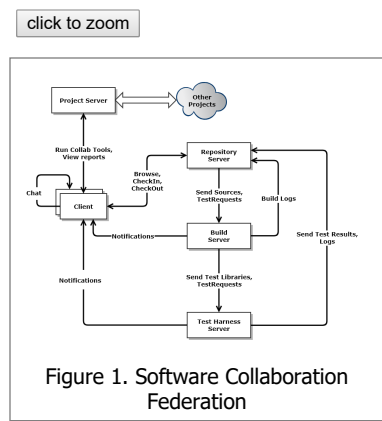 click to zoom
Project Server
Other
Projects
Run Collab Tools,
View reports
Repository
Server
Browse,
CheckIn,
CheckOut
Chat
Client
Send Sources,
TestRequests
Build Logs
Notifications
Build
Server
Send Test Results,
Logs
Notifications
Send Test Libraries,
TestRequests
Test Harness
Server
Figure 1. Software Collaboration
Federation